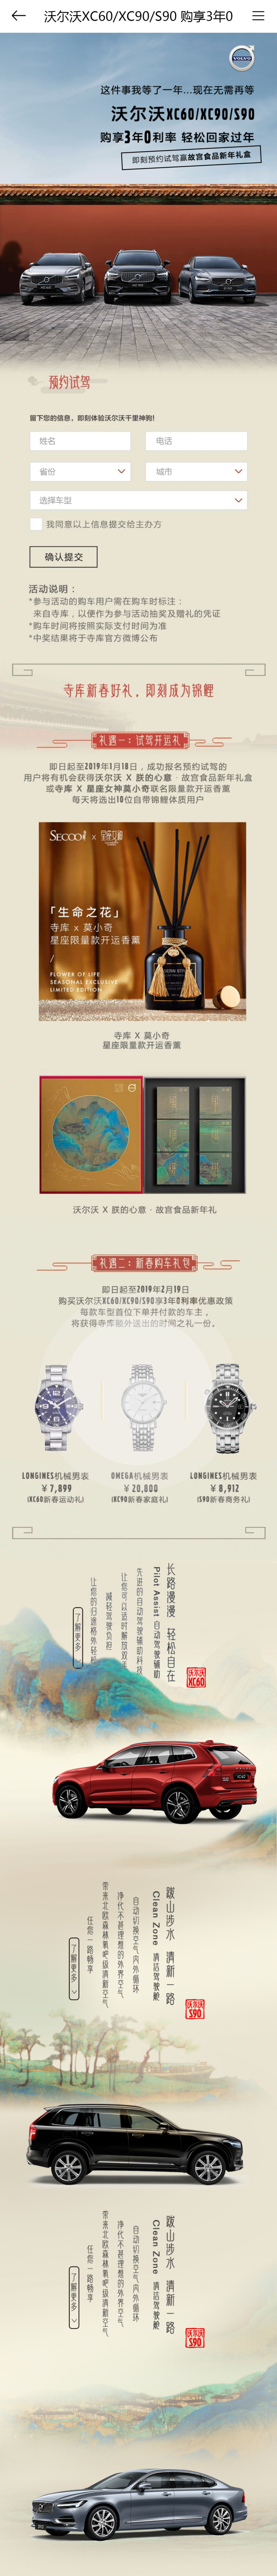 沃尔沃XC60/XC90/S90 购享3年0
VOLVO
这件事我等了一年...现在无需再等
沃尔沃XC60/XC90/S90
购享3年0利率 轻松回家过年
即刻预约试驾赢故宫食品新年礼盒
预约试驾
留下您的信息，即刻体验沃尔沃千里神驹!
姓名
电话
省份
城市
选择车型
我同意以上信息提交给主办方
确认提交
活动说明：
*参与活动的购车用户需在购车时标注：
来自寺库，以便作为参与活动抽奖及赠礼的凭证
*购车时间将按照实际支付时间为准
*中奖结果将于寺库官方微博公布
寺库新春好礼，即刻成为锦鲤
礼遇一：试驾开运礼
即日起至2019年1月18日，成功报名预约试驾的
用户将有机会获得沃尔沃 X 朕的心意·故宫食品新年礼盒
或寺库 X 星座女神莫小奇联名限量款开运香薰
每天将选出10位自带锦鲤体质用户
SECOO X
「生命之花」
寺库 x 莫小奇
星座限量款开运香薰
FLOWER OF LIFE
SEASONAL EXCLUSIVE
LIMITED EDITION
寺库 X 莫小奇
星座限量款开运香薰
沃尔沃 X 朕的心意·故宫食品新年礼
礼遇二：新春购车礼包
即日起至2019年2月19日
购买沃尔沃XC60/XC90/S90享3年0利率优惠政策
每款车型首位下单并付款的车主，
将获得寺库额外送出的时间之礼一份。
LONGINES机械男表
￥7,899
(XC60新春运动礼)
OMEGA机械男表
￥20,800
(XC90新春家庭礼)
LONGINES机械男表
￥8,912
(S90新春商务礼)
长路漫漫 轻松自在
Pilot Assist 自动驾驶辅助
先进的自动驾驶辅助科技
让您可以适时解放双手
减轻驾驶负担
让您的归途格外轻松
了解更多
沃尔沃
XC60
跋山涉水 清新一路
Clean Zone 清洁驾驶舱
自动切换空气内外循环
净化不甚理想的外界空气
带来北欧森林氧吧级清新空气
任您一路畅享
了解更多
沃尔沃
S90
跋山涉水 清新一路
Clean Zone 清洁驾驶舱
自动切换空气内外循环
净化不甚理想的外界空气
带来北欧森林氧吧级清新空气
任您一路畅享
了解更多
沃尔沃
S90